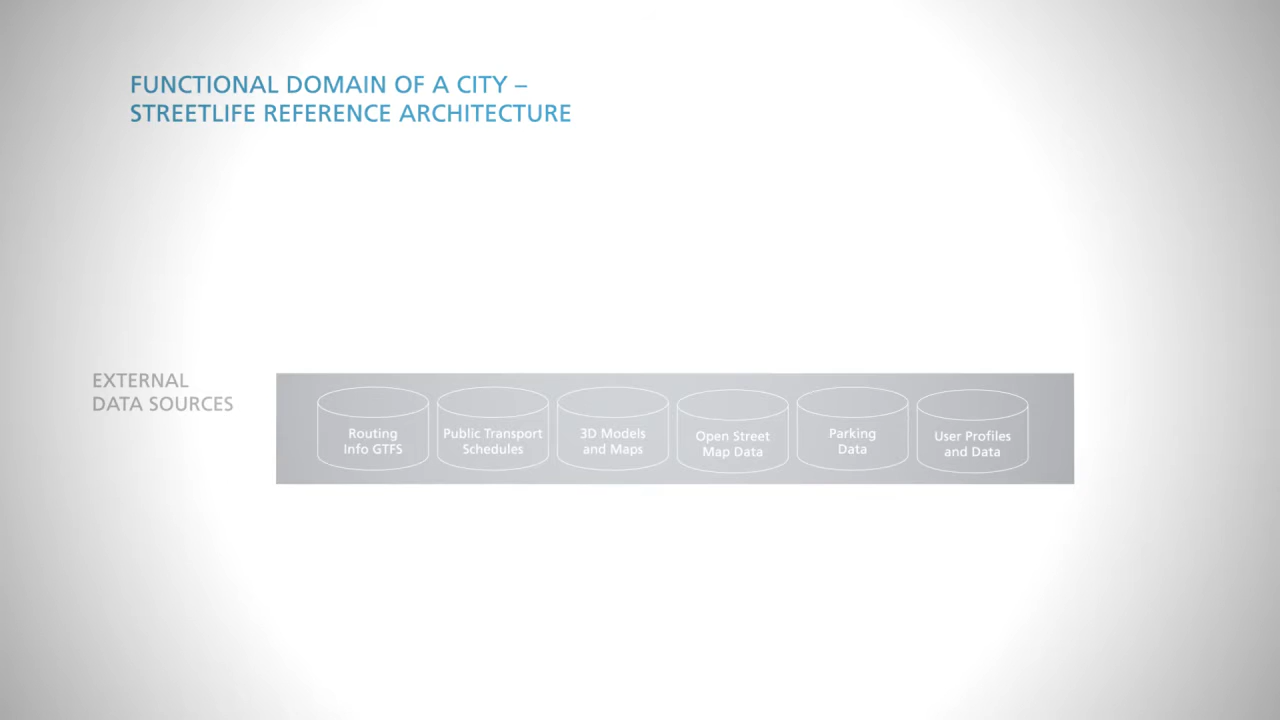 FUNCTIONAL DOMAIN OF A CITY –
STREETLIFE REFERENCE ARCHITECTURE
EXTERNAL
DATA SOURCES
Routing
Info GTFS
Public Transport
Schedules
3D Models
and Maps
Open Street
Map Data
Parking
Data
User Profiles
and Data